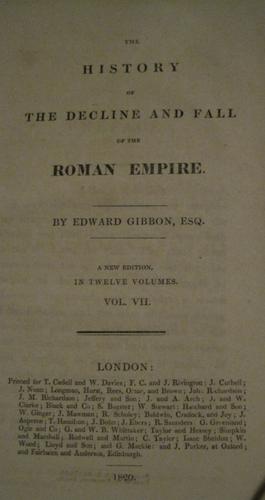 THE
HISTORY
OF
THE DECLINE AND FALL
OF THE
ROMAN EMPIRE.
BY EDWARD GIBBON, ESQ.
A NEW EDITION,
IN TWELVE VOLUMES.
VOL. VII.
LONDON:
Printed for T. Cadell and W. Davies; F. C. and J. Rivington; J. Cuthell;
J. Nunn; Longman, Hurst, Rees, Orme, and Brown; John Richardson;
J. M. Richardson; Jeffery and Son; J. and A. Arch; J. and W.
Clarke; Black and Co; S. Bagster; W. Stewart; Hatchard and Son;
W. Ginger; J. Mawman; R. Scholey; Baldwin, Cradock, and Joy; J.
Asperne; T. Hamilton; J. Bohn; J. Ebers; R. Saunders; G. Greenland;
Ogle and Co; G. and W. B. Whittaker; Taylor and Hessey; Simpkin
and Marshall; Rodwell and Martin; C. Taylor; Isaac Sheldon; W.
Wood; Lloyd and Son; and G. Mackie: and J. Parker, at Oxford;
and Fairbairn and Anderson, Edinburgh.
1820.